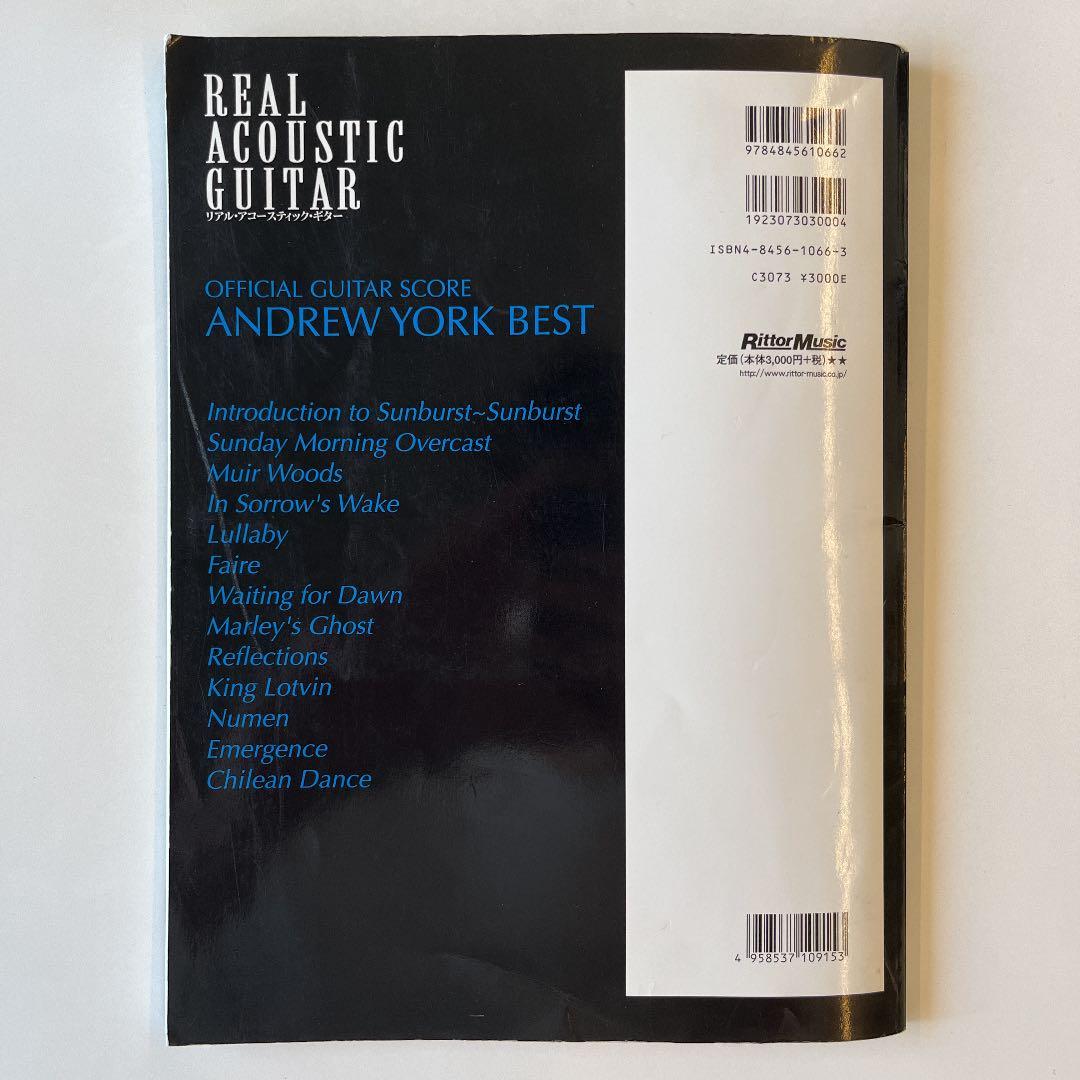 REAL
ACOUSTIC
GUITAR
リアル・アコースティック・ギター
OFFICIAL GUITAR SCORE
ANDREW YORK BEST
Introduction to Sunburst~Sunburst
Sunday Morning Overcast
Muir Woods
In Sorrow's Wake
Lullaby
Faire
Waiting for Dawn
Marley's Ghost
Reflections
King Lotvin
Numen
Emergence
Chilean Dance
9784845610662
1923073030004
ISBN4-8456-1066-3
C3073 ¥3000E
RittorMusic
定価(本体3,000円+税)★★
http://www.rittor-music.co.jp/
4 958537 109153